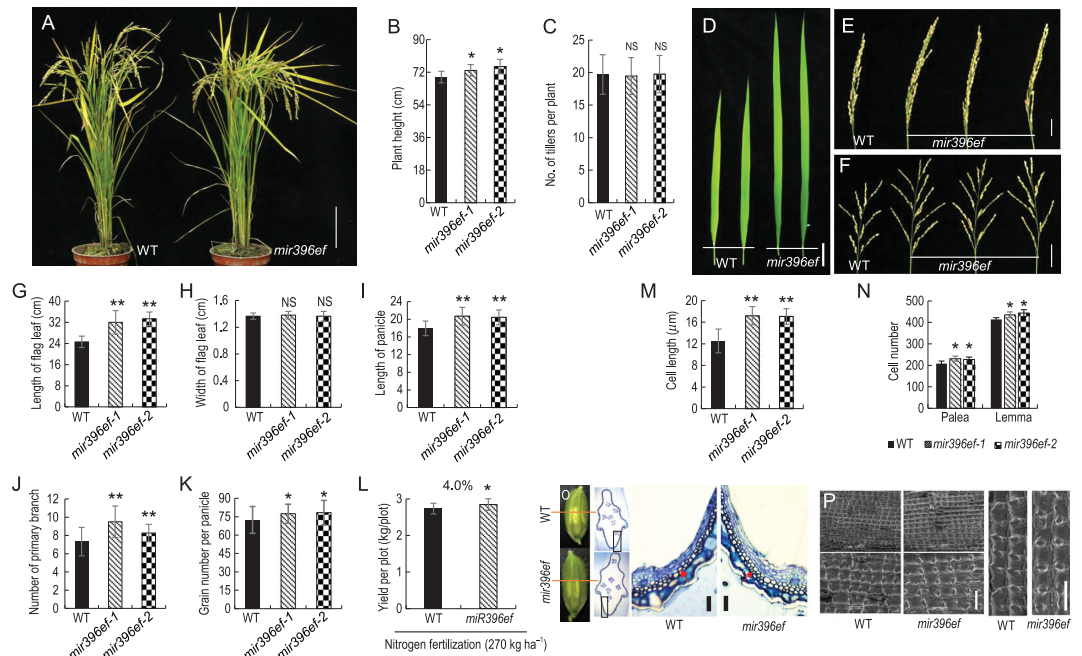 A
WT
mir396ef
B
Plant height (cm)
90
72
54
36
18
0
*
*
WT
mir396ef-1
mir396ef-2
C
No. of tillers per plant
30
25
20
15
10
5
0
NS
NS
WT
mir396ef-1
mir396ef-2
D
WT
mir396ef
E
WT
mir396ef
F
WT
mir396ef
G
Length of flag leaf (cm)
40
32
24
16
8
0
**
**
WT
mir396ef-1
mir396ef-2
H
Width of flag leaf (cm)
1.6
1.2
0.8
0.4
0
NS
NS
WT
mir396ef-1
mir396ef-2
I
Length of panicle
24
20
16
12
8
4
0
**
**
WT
mir396ef-1
mir396ef-2
M
Cell length (μm)
20
16
12
8
4
0
**
**
WT
mir396ef-1
mir396ef-2
N
Cell number
500
400
300
200
100
0
* *
* *
Palea Lemma
WT mir396ef-1 mir396ef-2
J
Number of primary branch
12
10
8
6
4
2
0
**
**
WT
mir396ef-1
mir396ef-2
K
Grain number per panicle
90
75
60
45
30
15
0
*
*
WT
mir396ef-1
mir396ef-2
L
Yield per plot (kg/plot)
3
2
1
0
4.0%
*
WT miR396ef
Nitrogen fertilization (270 kg ha⁻¹)
O
WT
mir396ef
WT mir396ef
P
WT mir396ef WT mir396ef